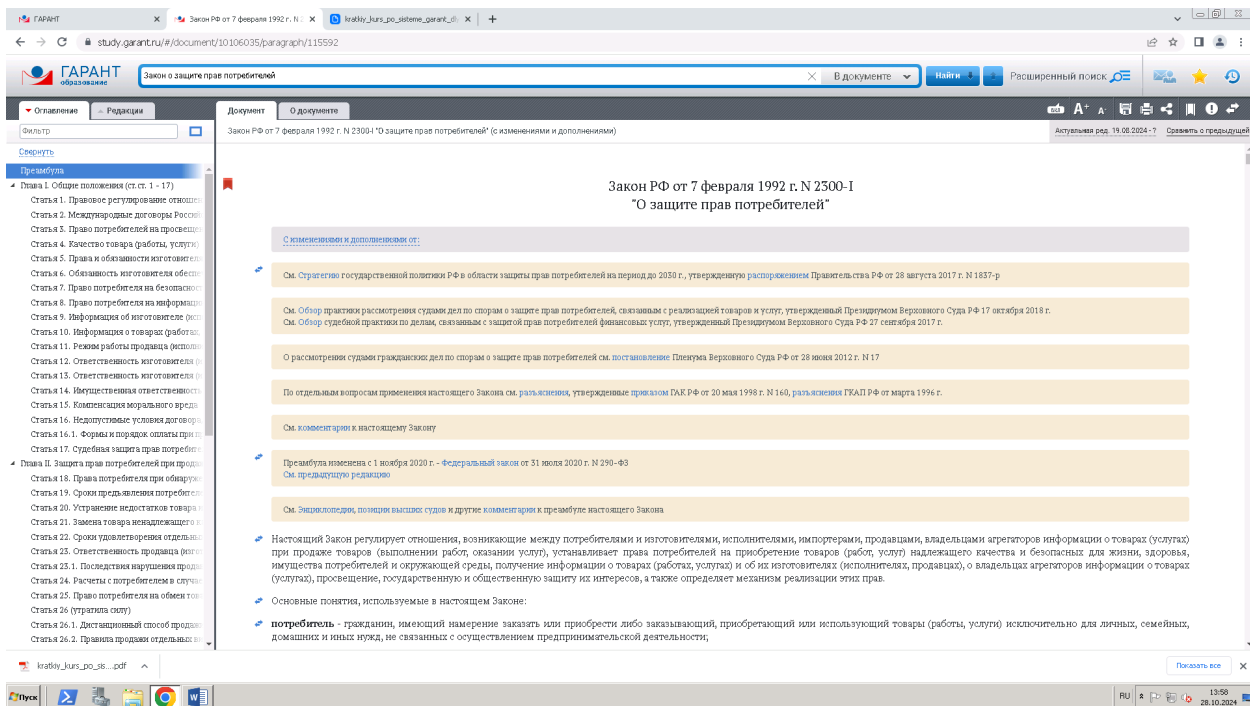 ГАРАНТ
Закон РФ от 7 февраля 1992 г. N 2
kratkiy_kurs_po_sisteme_garant_dl
study.garant.ru/#/document/10106035/paragraph/115592
ГАРАНТ
образование
Закон о защите прав потребителей
В документе
Найти
Расширенный поиск
Оглавление
Редакции
Документ
О документе
A+
A-
Фильтр
Закон РФ от 7 февраля 1992 г. N 2300-I "О защите прав потребителей" (с изменениями и дополнениями)
Актуальная ред. 19.08.2024 - ?
Сравнить с предыдущей
Свернуть
Преамбула
Глава I. Общие положения (ст.ст. 1 - 17)
Статья 1. Правовое регулирование отношен
Статья 2. Международные договоры Россий
Статья 3. Право потребителей на просвеще
Статья 4. Качество товара (работы, услуги)
Статья 5. Права и обязанности изготовител
Статья 6. Обязанность изготовителя обеспе
Статья 7. Право потребителя на безопаснос
Статья 8. Право потребителя на информаци
Статья 9. Информация об изготовителе (исп
Статья 10. Информация о товарах (работах,
Статья 11. Режим работы продавца (исполн
Статья 12. Ответственность изготовителя (и
Статья 13. Ответственность изготовителя (и
Статья 14. Имущественная ответственность
Статья 15. Компенсация морального вреда
Статья 16. Недопустимые условия договора
Статья 16.1. Формы и порядок оплаты при п
Статья 17. Судебная защита прав потребите
Глава II. Защита прав потребителей при прода
Статья 18. Права потребителя при обнаруже
Статья 19. Сроки предъявления потребител
Статья 20. Устранение недостатков товара и
Статья 21. Замена товара ненадлежащего к
Статья 22. Сроки удовлетворения отдельны
Статья 23. Ответственность продавца (изгот
Статья 23.1. Последствия нарушения прода
Статья 24. Расчеты с потребителем в случае
Статья 25. Право потребителя на обмен тов
Статья 26 (утратила силу)
Статья 26.1. Дистанционный способ продаж
Статья 26.2. Правила продажи отдельных в
Закон РФ от 7 февраля 1992 г. N 2300-I
"О защите прав потребителей"
С изменениями и дополнениями от:
См. Стратегию государственной политики РФ в области защиты прав потребителей на период до 2030 г., утвержденную распоряжением Правительства РФ от 28 августа 2017 г. N 1837-р
См. Обзор практики рассмотрения судами дел по спорам о защите прав потребителей, связанным с реализацией товаров и услуг, утвержденный Президиумом Верховного Суда РФ 17 октября 2018 г.
См. Обзор судебной практики по делам, связанным с защитой прав потребителей финансовых услуг, утвержденный Президиумом Верховного Суда РФ 27 сентября 2017 г.
О рассмотрении судами гражданских дел по спорам о защите прав потребителей см. постановление Пленума Верховного Суда РФ от 28 июня 2012 г. N 17
По отдельным вопросам применения настоящего Закона см. разъяснения, утвержденные приказом ГАК РФ от 20 мая 1998 г. N 160, разъяснения ГКАП РФ от марта 1996 г.
См. комментарии к настоящему Закону
Преамбула изменена с 1 ноября 2020 г. - Федеральный закон от 31 июля 2020 г. N 290-ФЗ
См. предыдущую редакцию
См. Энциклопедии, позиции высших судов и другие комментарии к преамбуле настоящего Закона
Настоящий Закон регулирует отношения, возникающие между потребителями и изготовителями, исполнителями, импортерами, продавцами, владельцами агрегаторов информации о товарах (услугах)
при продаже товаров (выполнении работ, оказании услуг), устанавливает права потребителей на приобретение товаров (работ, услуг) надлежащего качества и безопасных для жизни, здоровья,
имущества потребителей и окружающей среды, получение информации о товарах (работах, услугах) и об их изготовителях (исполнителях, продавцах), о владельцах агрегаторов информации о товарах
(услугах), просвещение, государственную и общественную защиту их интересов, а также определяет механизм реализации этих прав.
Основные понятия, используемые в настоящем Законе:
потребитель - гражданин, имеющий намерение заказать или приобрести либо заказывающий, приобретающий или использующий товары (работы, услуги) исключительно для личных, семейных,
домашних и иных нужд, не связанных с осуществлением предпринимательской деятельности;
kratkiy_kurs_po_sis....pdf
Показать все
Пуск
RU
13:58
28.10.2024